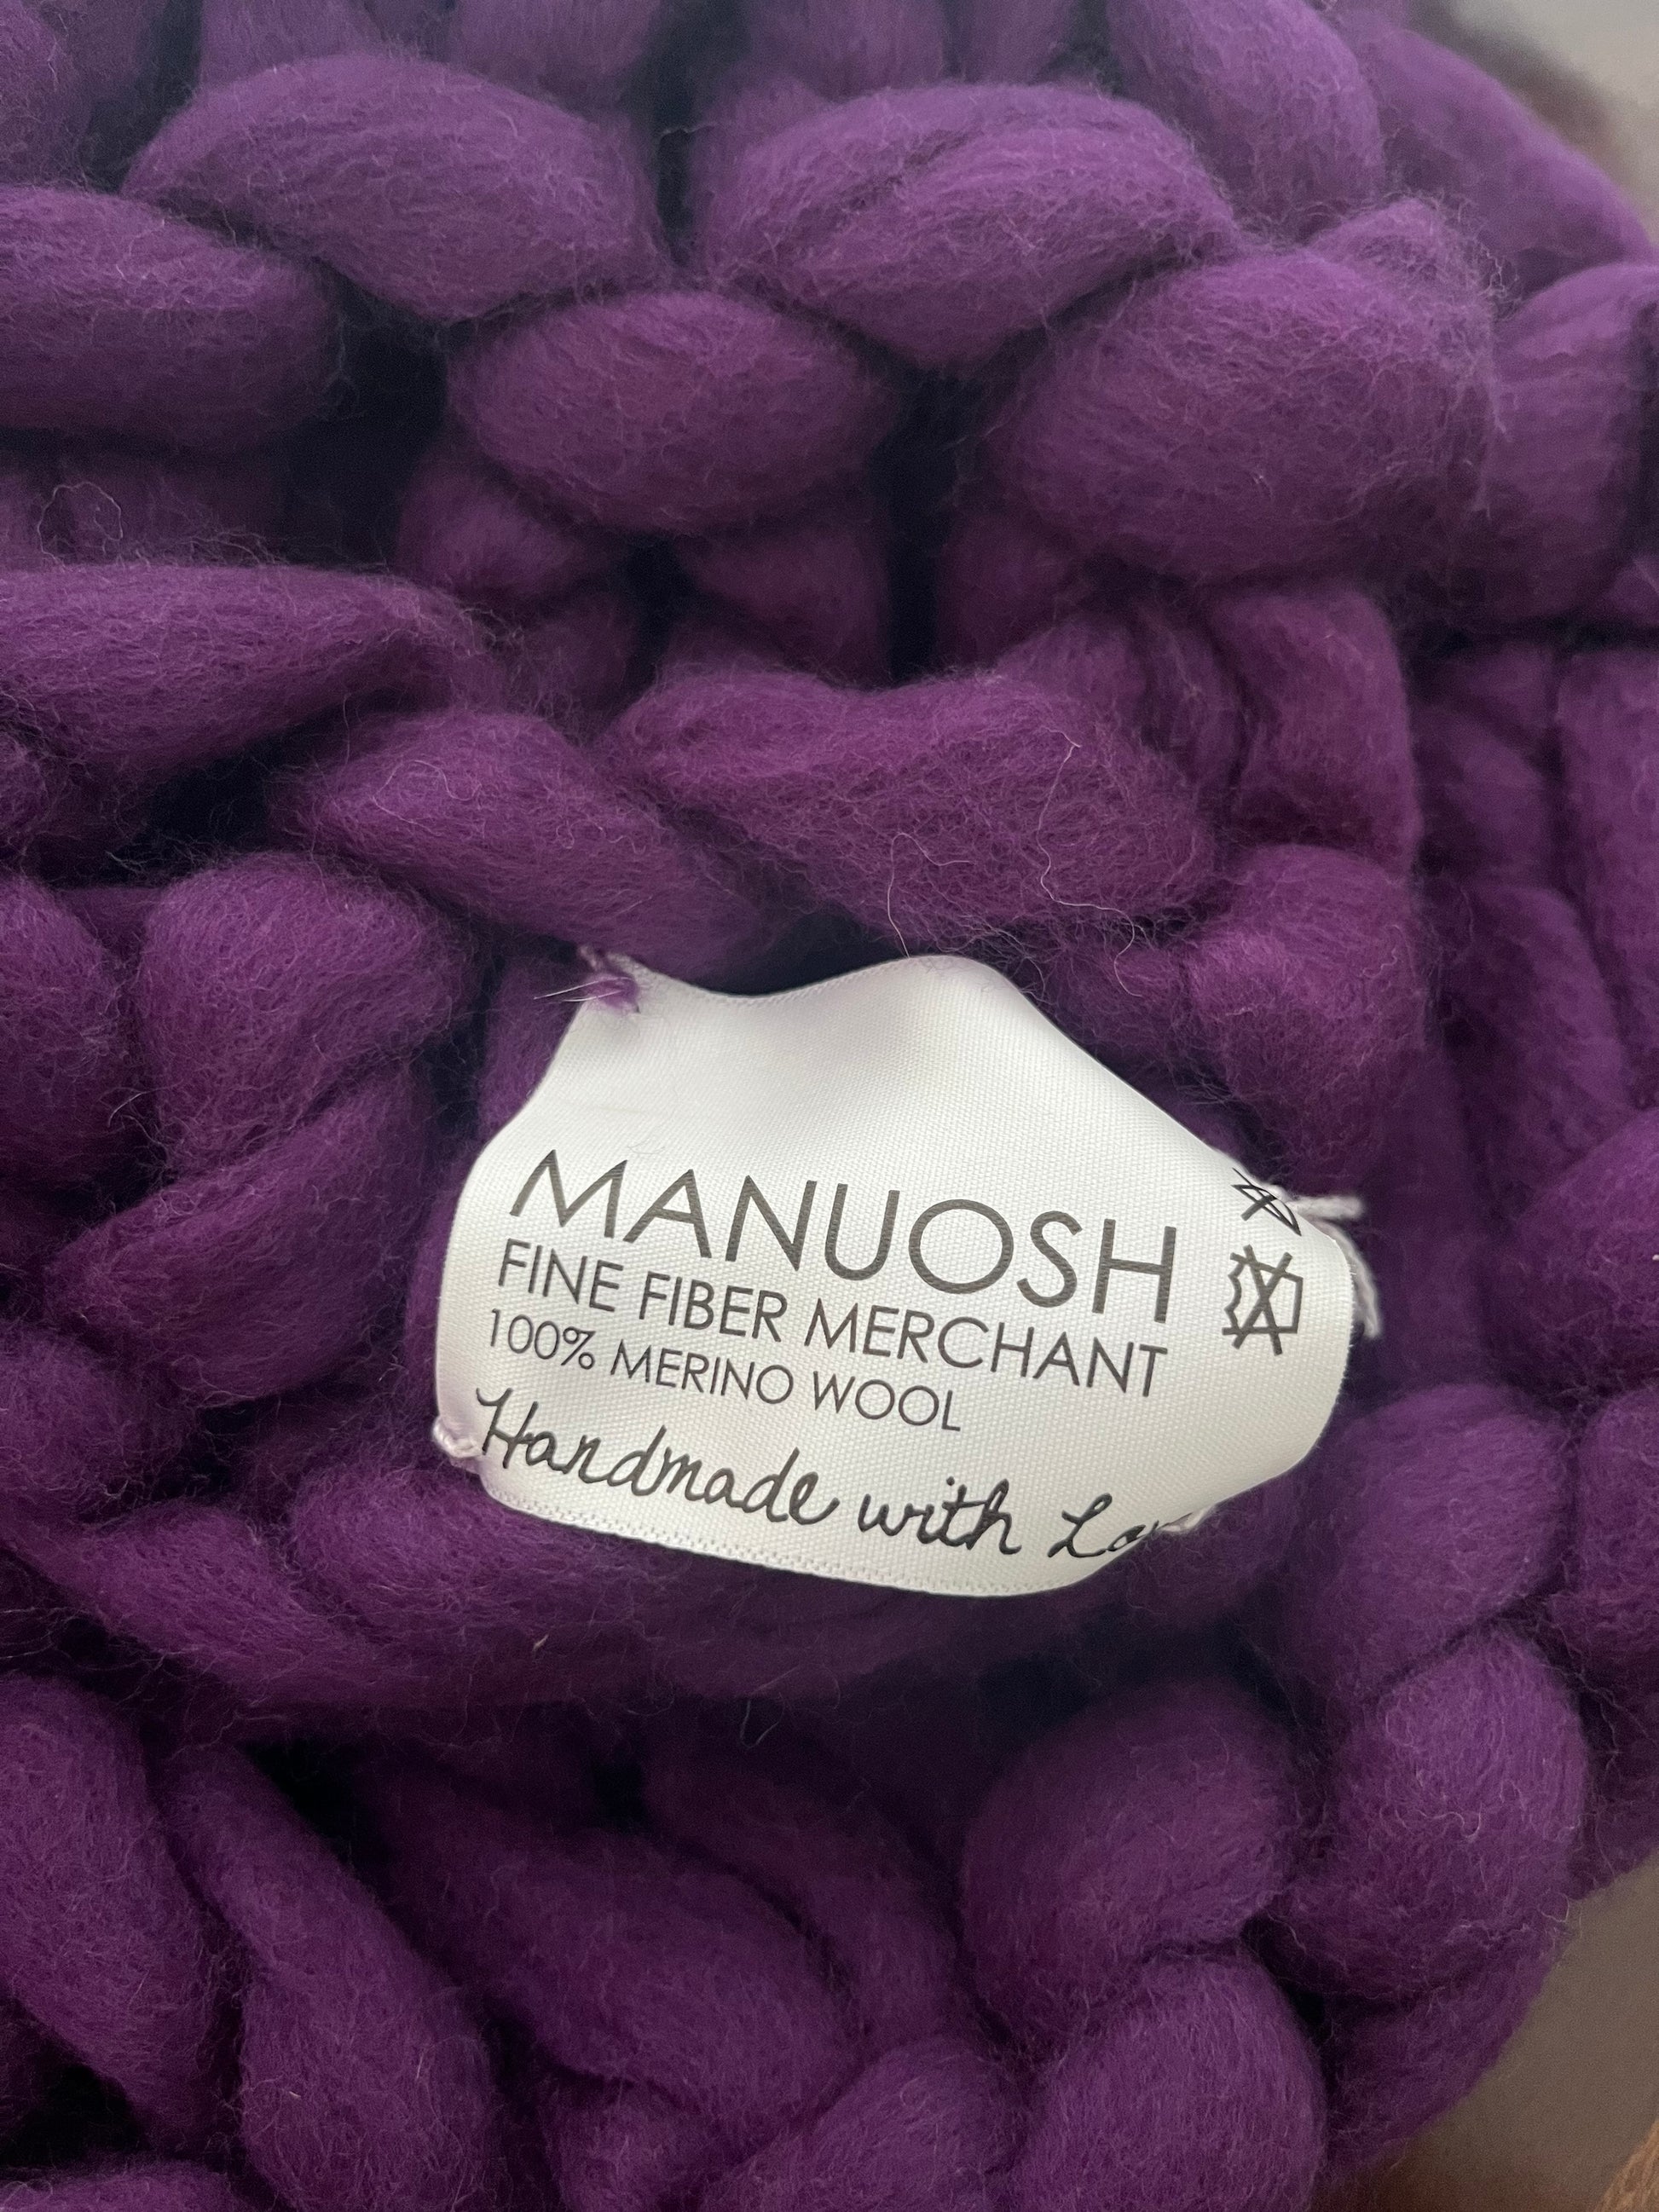 MANUOSH
FINE FIBER MERCHANT
100% MERINO WOOL
Handmade with